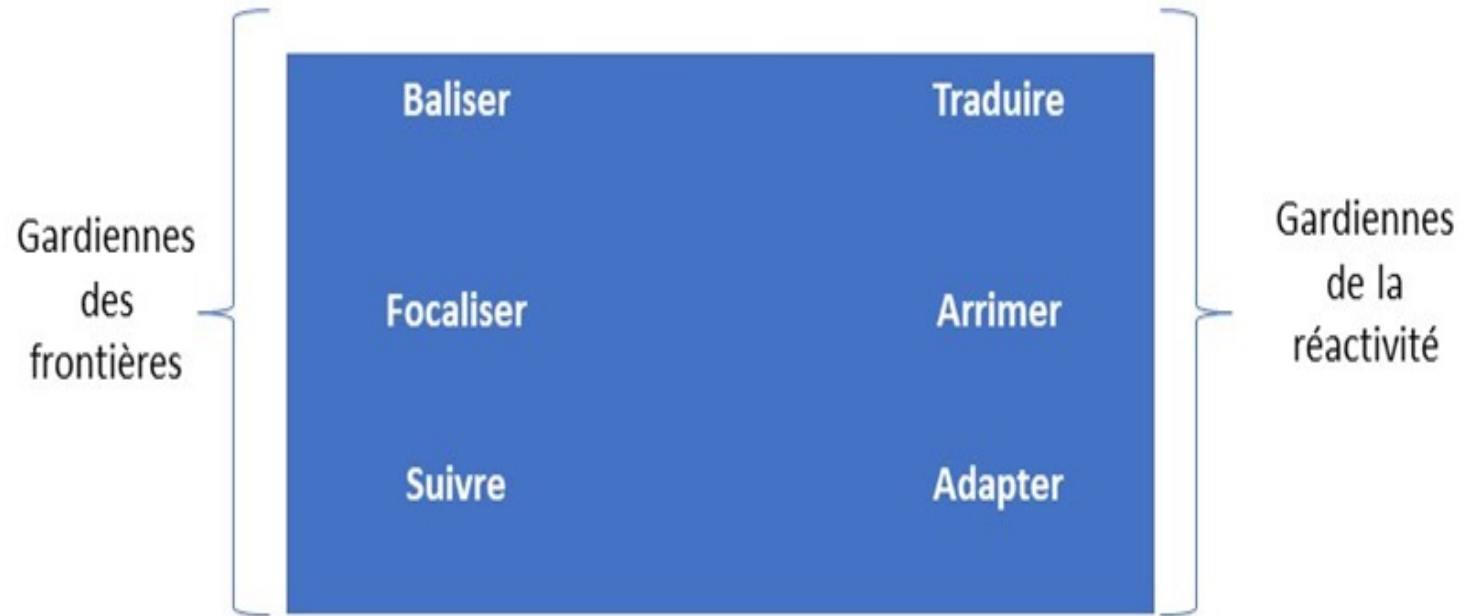 Gardiennes
des
frontières
Baliser
Traduire
Focaliser
Arrimer
Suivre
Adapter
Gardiennes
de la
réactivité